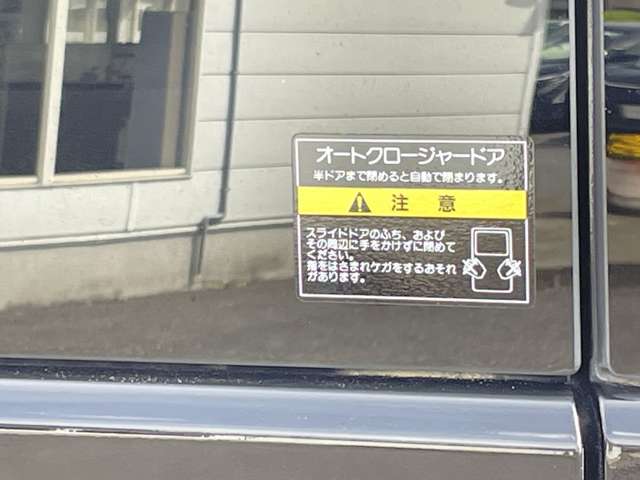 オートクロージャードア
半ドアまで閉めると自動で閉まります。
注意
スライドドアのふち、および
その周辺に手をかけずに閉めて
ください。
指をはさまれケガをするおそれ
があります。